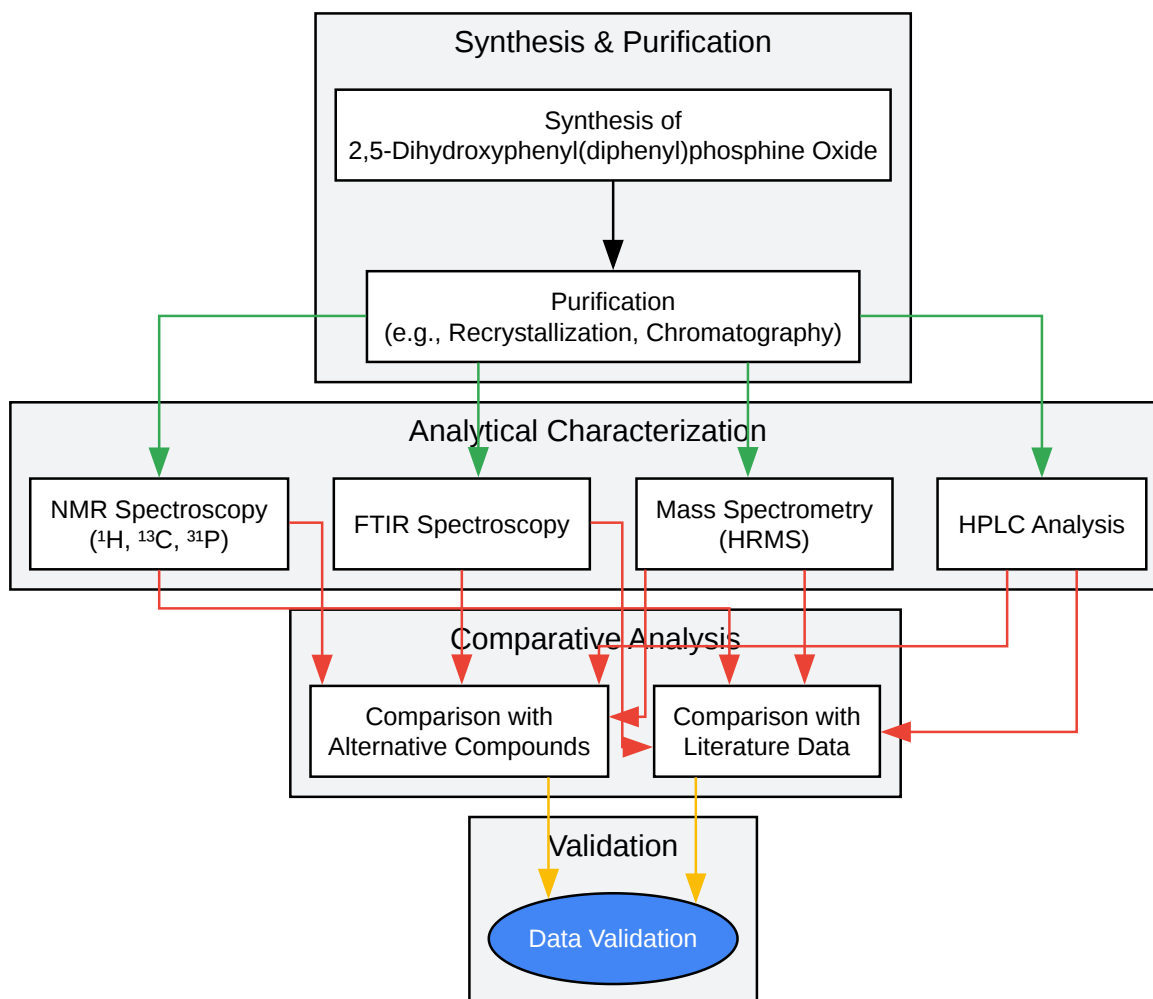 Synthesis & Purification
Synthesis of
2,5-Dihydroxyphenyl(diphenyl)phosphine Oxide
Purification
(e.g., Recrystallization, Chromatography)
Analytical Characterization
NMR Spectroscopy
(¹H, ¹³C, ³¹P)
FTIR Spectroscopy
Mass Spectrometry
(HRMS)
HPLC Analysis
Comparative Analysis
Comparison with
Alternative Compounds
Comparison with
Literature Data
Validation
Data Validation